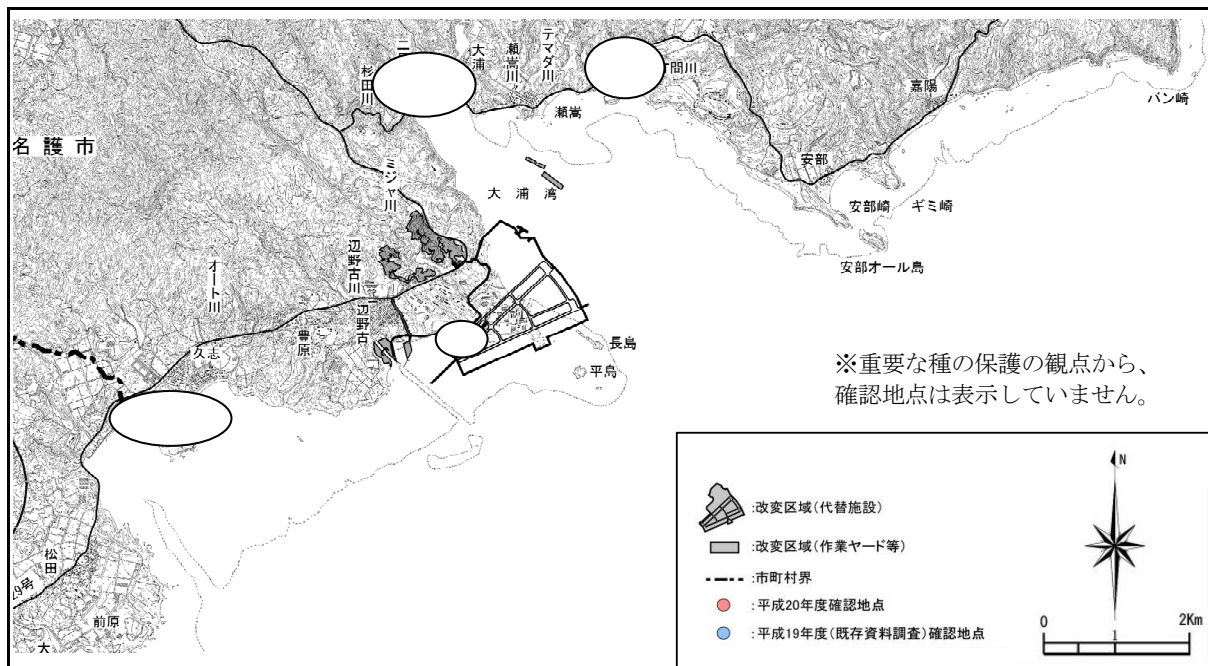 二
大浦
瀬嵩川
テマダ川
杉田川
間川
嘉陽
バン崎
瀬嵩
名護市
ミジャ川
大浦湾
安部
安部崎
ギミ崎
安部オール島
辺野古川
オート川
辺野古
豊原
久志
長島
平島
※重要な種の保護の観点から、
確認地点は表示していません。
松田
29号
前原
大
N
:改変区域(代替施設)
:改変区域(作業ヤード等)
:市町村界
:平成20年度確認地点
:平成19年度(既存資料調査)確認地点
0 1 2Km